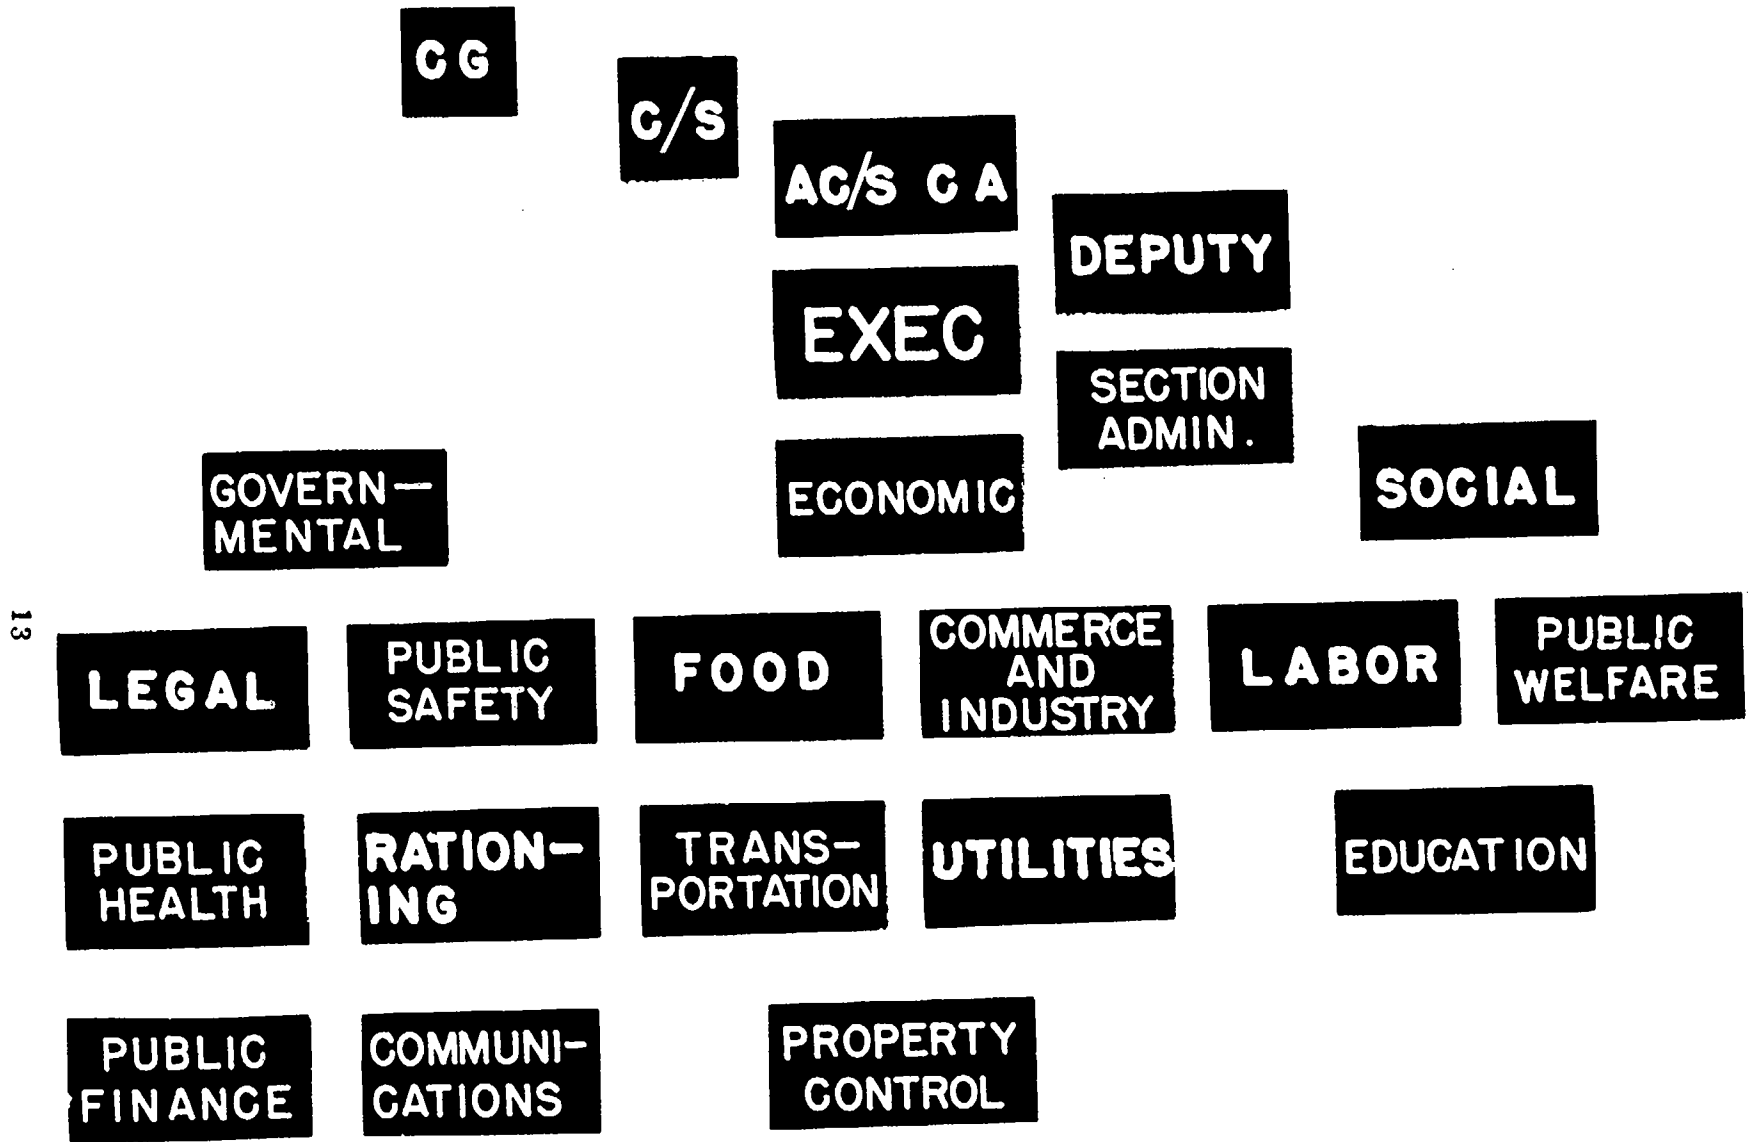 CG
C/S
AC/S CA
DEPUTY
EXEC
SECTION
ADMIN.
GOVERN—
MENTAL
ECONOMIC
SOCIAL
13
LEGAL
PUBLIC
SAFETY
FOOD
COMMERCE
AND
INDUSTRY
LABOR
PUBLIC
WELFARE
PUBLIC
HEALTH
RATION—
ING
TRANS—
PORTATION
UTILITIES
EDUCATION
PUBLIC
FINANCE
COMMUNI—
CATIONS
PROPERTY
CONTROL